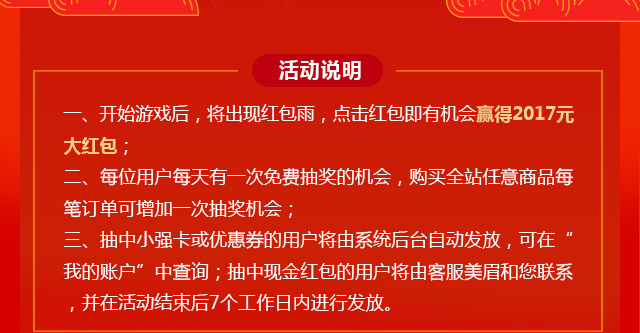 活动说明
一、开始游戏后，将出现红包雨，点击红包即有机会赢得2017元
大红包；
二、每位用户每天有一次免费抽奖的机会，购买全站任意商品每
笔订单可增加一次抽奖机会；
三、抽中小强卡或优惠券的用户将由系统后台自动发放，可在“
我的账户”中查询；抽中现金红包的用户将由客服美眉和您联系
，并在活动结束后7个工作日内进行发放。